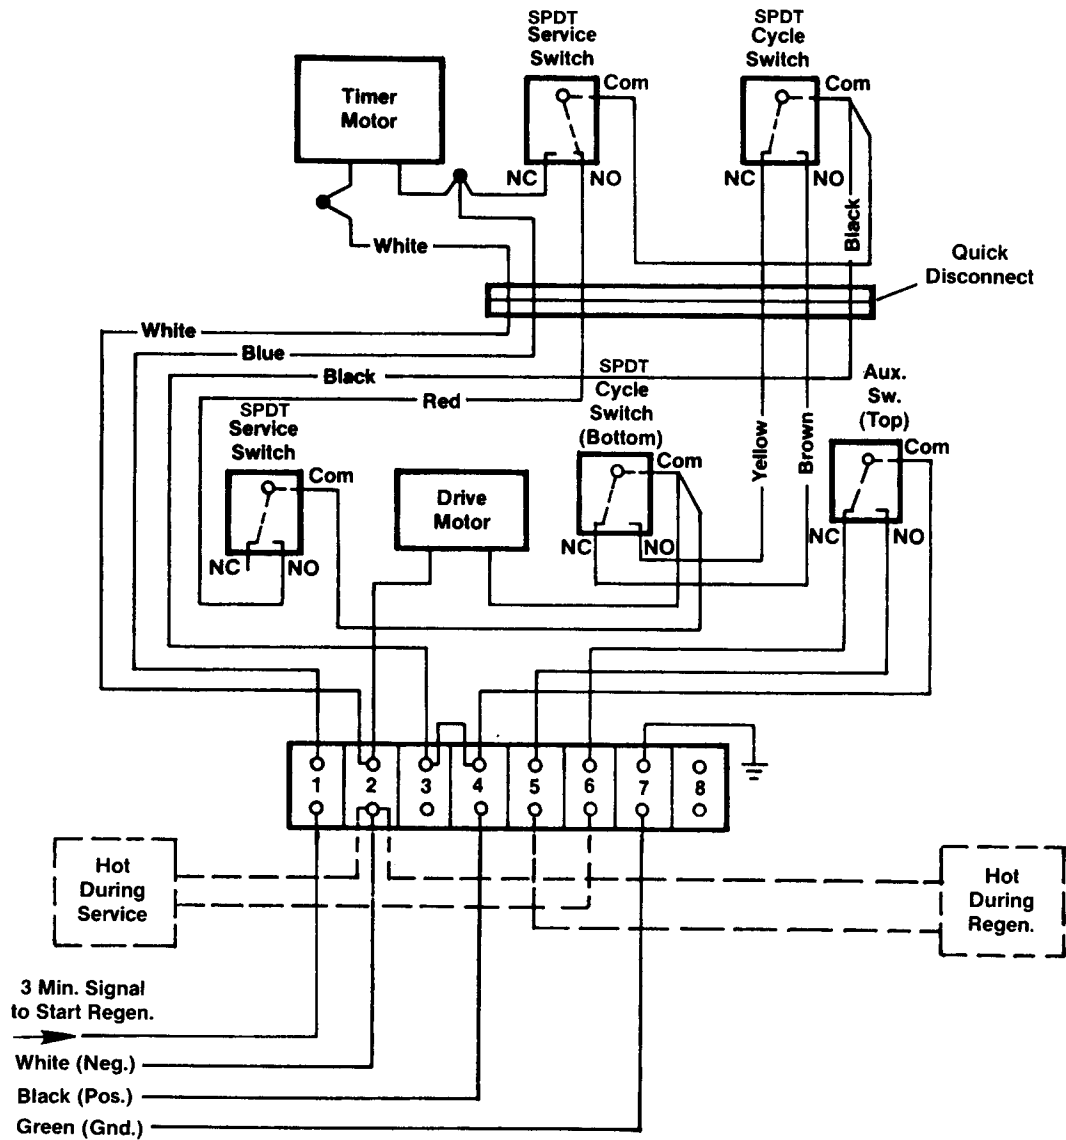 SPDT
Service
Switch
SPDT
Cycle
Switch
Timer
Motor
Com
Com
NC
NO
NC
NO
White
Black
Quick
Disconnect
White
Blue
Black
Red
SPDT
Cycle
Switch
(Bottom)
Aux.
Sw.
(Top)
SPDT
Service
Switch
Com
Drive
Motor
Com
Yellow
Brown
Com
NC
NO
NC
NO
NC
NO
1
2
3
4
5
6
7
8
Hot
During
Service
Hot
During
Regen.
3 Min. Signal
to Start Regen.
White (Neg.)
Black (Pos.)
Green (Gnd.)